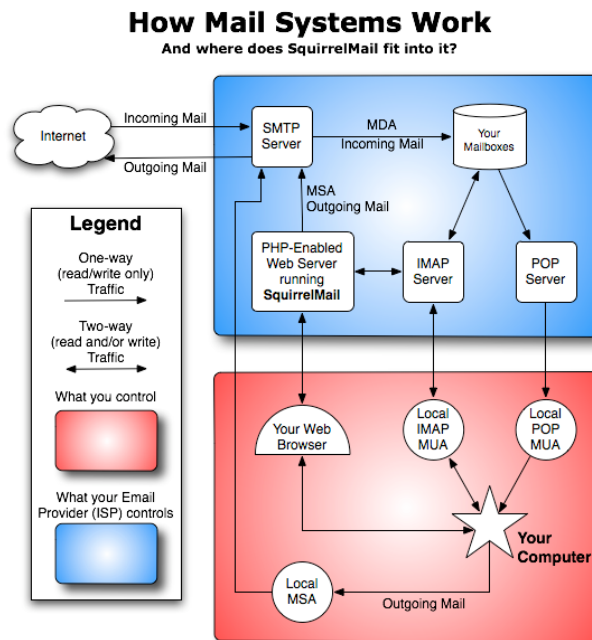 How Mail Systems Work
And where does SquirrelMail fit into it?
Internet
Incoming Mail
Outgoing Mail
SMTP
Server
MDA
Incoming Mail
Your
Mailboxes
MSA
Outgoing Mail
PHP-Enabled
Web Server
running
SquirrelMail
IMAP
Server
POP
Server
Legend
One-way
(read/write only)
Traffic
Two-way
(read and/or write)
Traffic
What you control
What your Email
Provider (ISP) controls
Your Web
Browser
Local
IMAP
MUA
Local
POP
MUA
Your
Computer
Local
MSA
Outgoing Mail